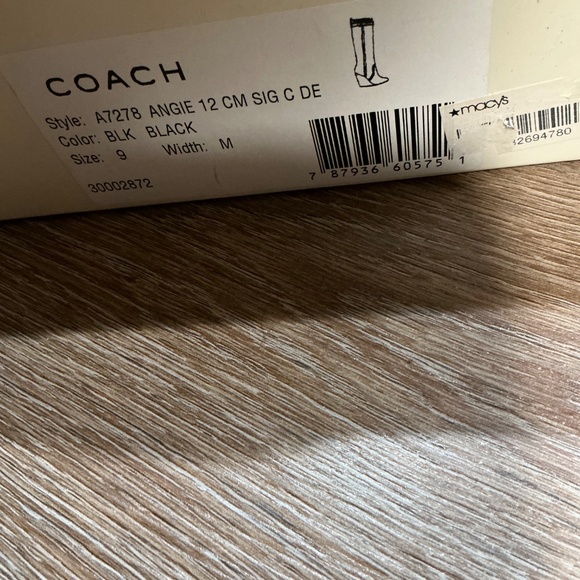 COACH
Style: A7278 ANGIE 12 CM SIG C DE
Color: BLK BLACK
Size: 9 Width: M
30002872
7 87936 60575 1
★macy's
2694780